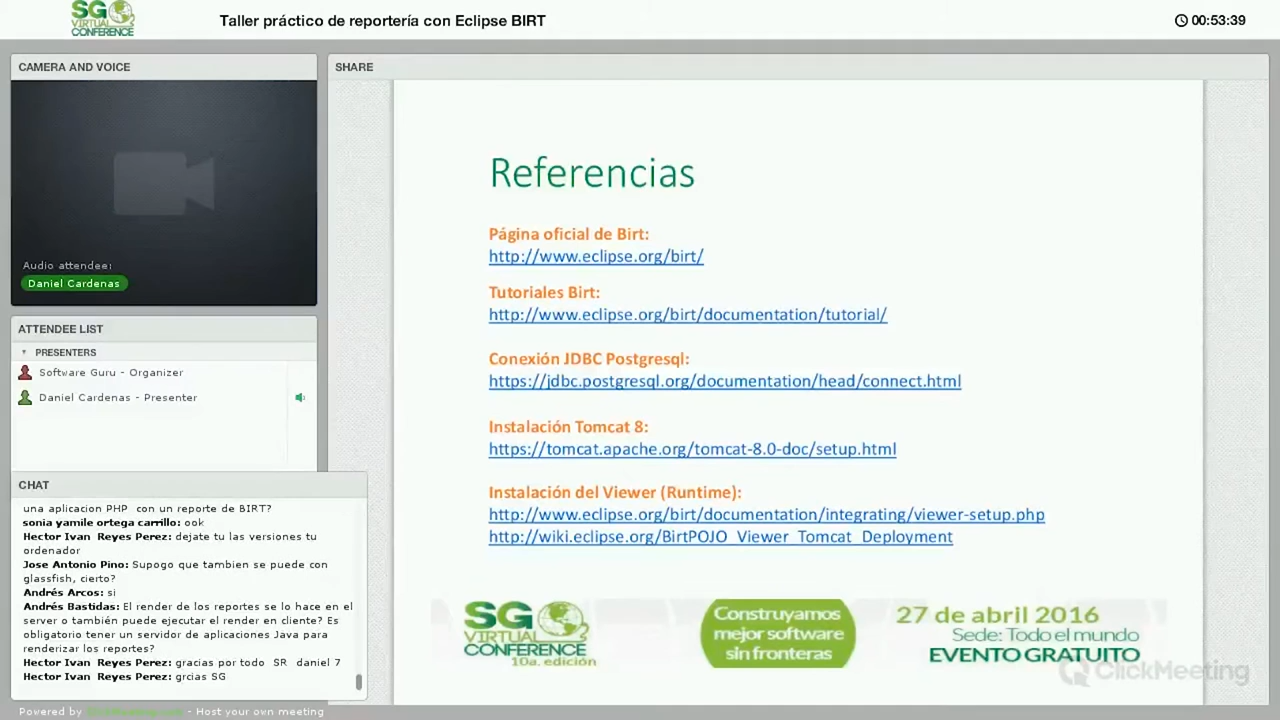 SG
VIRTUAL
CONFERENCE
Taller práctico de reportería con Eclipse BIRT
00:53:39
CAMERA AND VOICE
Audio attendee:
Daniel Cardenas
ATTENDEE LIST
PRESENTERS
Software Guru - Organizer
Daniel Cardenas - Presenter
CHAT
una aplicacion PHP con un reporte de BIRT?
sonia yamile ortega carrillo: ook
Hector Ivan Reyes Perez: dejate tu las versiones tu
ordenador
Jose Antonio Pino: Supogo que tambien se puede con
glassfish, cierto?
Andrés Arcos: si
Andrés Bastidas: El render de los reportes se lo hace en el
server o también puede ejecutar el render en cliente? Es
obligatorio tener un servidor de aplicaciones Java para
renderizar los reportes?
Hector Ivan Reyes Perez: gracias por todo SR daniel 7
Hector Ivan Reyes Perez: grcias SG
Powered by ClickMeeting.com - Host your own meeting
SHARE
Referencias
Página oficial de Birt:
http://www.eclipse.org/birt/
Tutoriales Birt:
http://www.eclipse.org/birt/documentation/tutorial/
Conexión JDBC Postgresql:
https://jdbc.postgresql.org/documentation/head/connect.html
Instalación Tomcat 8:
https://tomcat.apache.org/tomcat-8.0-doc/setup.html
Instalación del Viewer (Runtime):
http://www.eclipse.org/birt/documentation/integrating/viewer-setup.php
http://wiki.eclipse.org/BirtPOJO_Viewer_Tomcat_Deployment
SG
VIRTUAL
CONFERENCE
10a. edición
Construyamos
mejor software
sin fronteras
27 de abril 2016
Sede: Todo el mundo
EVENTO GRATUITO
ClickMeeting